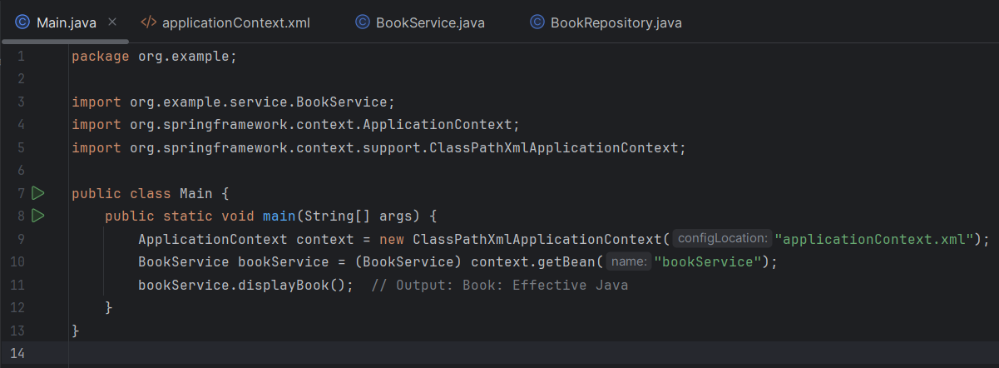 Main.java applicationContext.xml BookService.java BookRepository.java
1 package org.example;
2
3 import org.example.service.BookService;
4 import org.springframework.context.ApplicationContext;
5 import org.springframework.context.support.ClassPathXmlApplicationContext;
6
7 public class Main {
8 public static void main(String[] args) {
9 ApplicationContext context = new ClassPathXmlApplicationContext( configLocation: "applicationContext.xml");
10 BookService bookService = (BookService) context.getBean( name: "bookService");
11 bookService.displayBook();  // Output: Book: Effective Java
12 }
13 }
14